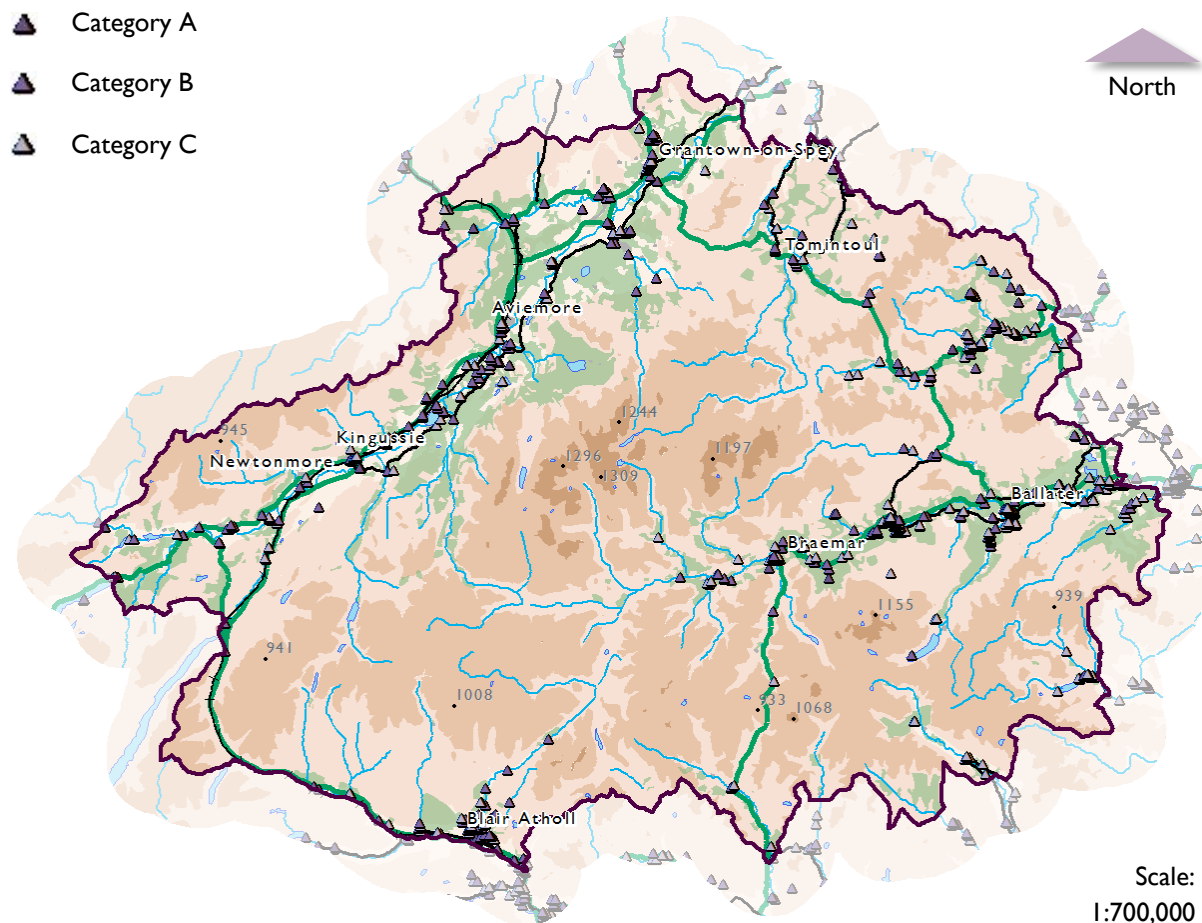 Category A
Category B
Category C
North
Grantown-on-Spey
Tomintoul
Aviemore
1244
945
Kingussie
1197
Newtonmore
1296
1309
Ballater
Braemar
939
1155
941
1008
933
1068
Blair Atholl
Scale:
1:700,000